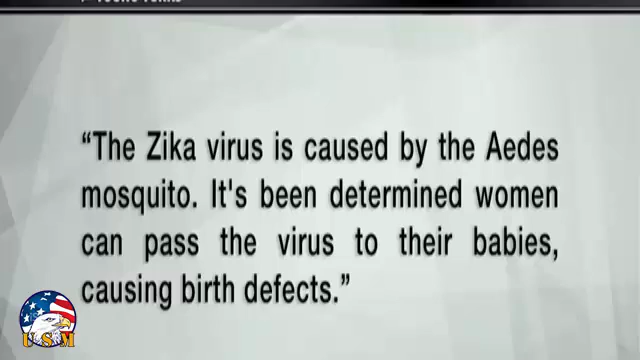 “The Zika virus is caused by the Aedes
mosquito. It's been determined women
can pass the virus to their babies,
causing birth defects.”
USM